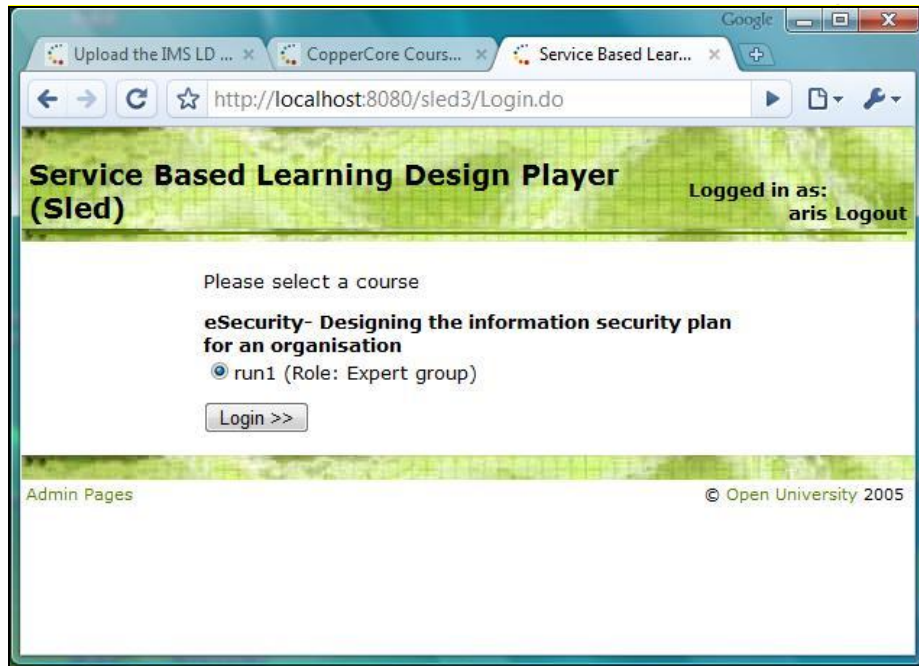 Google
Upload the IMS LD ...
CopperCore Cours...
Service Based Lear...
http://localhost:8080/sled3/Login.do
Service Based Learning Design Player
(Sled)
Logged in as:
aris Logout
Please select a course
eSecurity- Designing the information security plan
for an organisation
run1 (Role: Expert group)
Login >>
Admin Pages
© Open University 2005